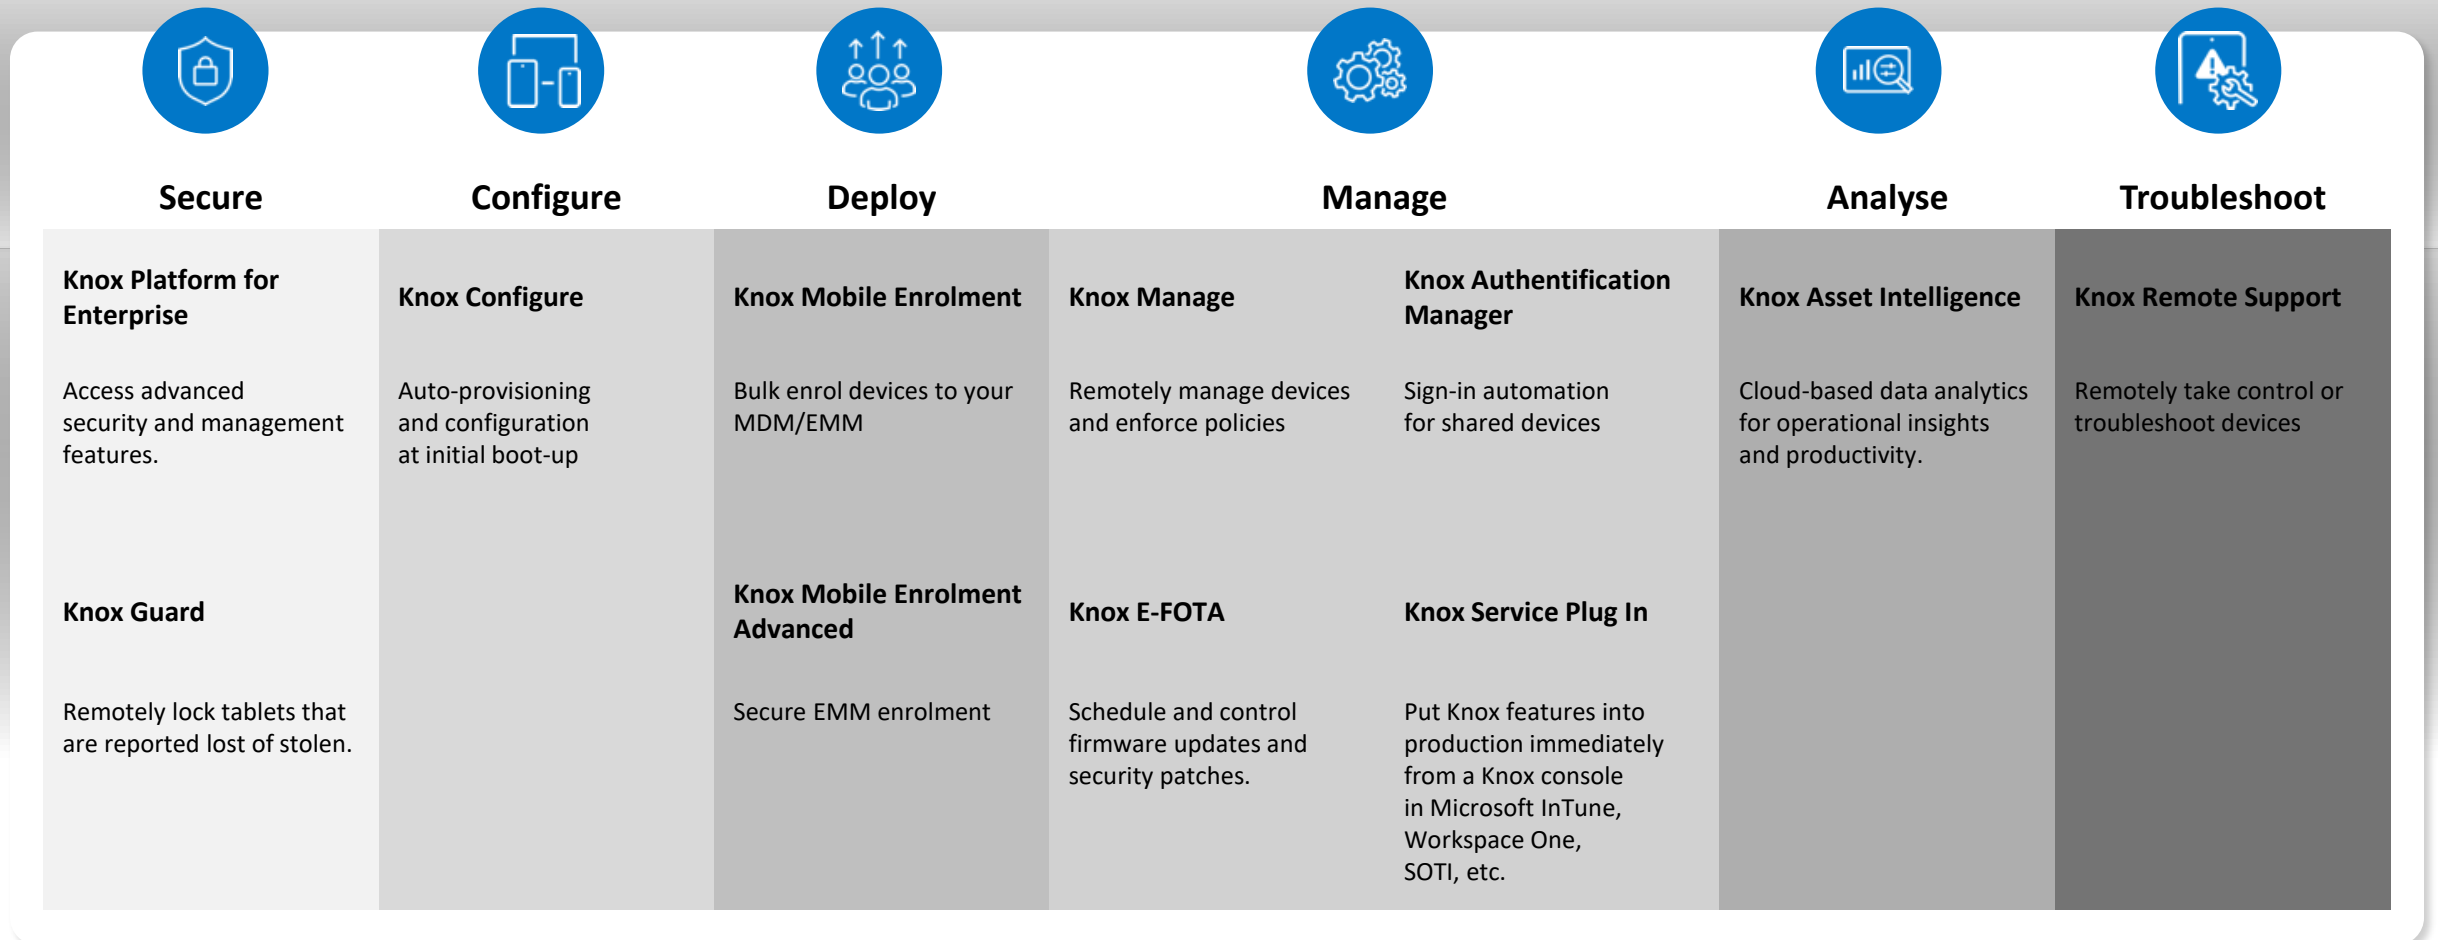 Secure
Configure
Deploy
Manage
Analyse
Troubleshoot
Knox Platform for
Enterprise
Access advanced
security and management
features.
Knox Guard
Remotely lock tablets that
are reported lost of stolen.
Knox Configure
Auto-provisioning
and configuration
at initial boot-up
Knox Mobile Enrolment
Bulk enrol devices to your
MDM/EMM
Knox Mobile Enrolment
Advanced
Secure EMM enrolment
Knox Manage
Remotely manage devices
and enforce policies
Knox E-FOTA
Schedule and control
firmware updates and
security patches.
Knox Authentification
Manager
Sign-in automation
for shared devices
Knox Service Plug In
Put Knox features into
production immediately
from a Knox console
in Microsoft InTune,
Workspace One,
SOTI, etc.
Knox Asset Intelligence
Cloud-based data analytics
for operational insights
and productivity.
Knox Remote Support
Remotely take control or
troubleshoot devices